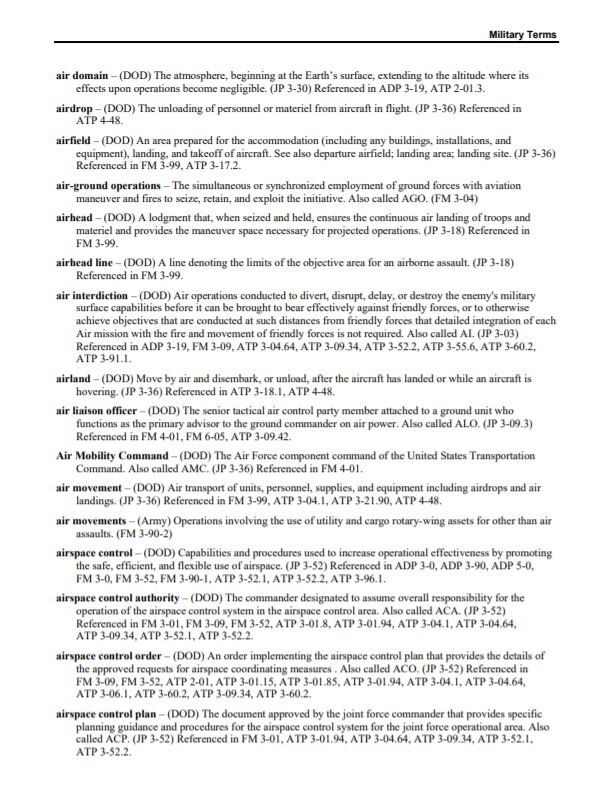 Military Terms
air domain – (DOD) The atmosphere, beginning at the Earth's surface, extending to the altitude where its
effects upon operations become negligible. (JP 3-30) Referenced in ADP 3-19, ATP 2-01.3.
airdrop – (DOD) The unloading of personnel or materiel from aircraft in flight. (JP 3-36) Referenced in
ATP 4-48.
airfield – (DOD) An area prepared for the accommodation (including any buildings, installations, and
equipment), landing, and takeoff of aircraft. See also departure airfield; landing area; landing site. (JP 3-36)
Referenced in FM 3-99, ATP 3-17.2.
air-ground operations – The simultaneous or synchronized employment of ground forces with aviation
maneuver and fires to seize, retain, and exploit the initiative. Also called AGO. (FM 3-04)
airhead – (DOD) A lodgment that, when seized and held, ensures the continuous air landing of troops and
materiel and provides the maneuver space necessary for projected operations. (JP 3-18) Referenced in
FM 3-99.
airhead line – (DOD) A line denoting the limits of the objective area for an airborne assault. (JP 3-18)
Referenced in FM 3-99.
air interdiction – (DOD) Air operations conducted to divert, disrupt, delay, or destroy the enemy's military
surface capabilities before it can be brought to bear effectively against friendly forces, or to otherwise
achieve objectives that are conducted at such distances from friendly forces that detailed integration of each
Air mission with the fire and movement of friendly forces is not required. Also called AI. (JP 3-03)
Referenced in ADP 3-19, FM 3-09, ATP 3-04.64, ATP 3-09.34, ATP 3-52.2, ATP 3-55.6, ATP 3-60.2,
ATP 3-91.1.
airland – (DOD) Move by air and disembark, or unload, after the aircraft has landed or while an aircraft is
hovering. (JP 3-36) Referenced in ATP 3-18.1, ATP 4-48.
air liaison officer – (DOD) The senior tactical air control party member attached to a ground unit who
functions as the primary advisor to the ground commander on air power. Also called ALO. (JP 3-09.3)
Referenced in FM 4-01, FM 6-05, ATP 3-09.42.
Air Mobility Command – (DOD) The Air Force component command of the United States Transportation
Command. Also called AMC. (JP 3-36) Referenced in FM 4-01.
air movement – (DOD) Air transport of units, personnel, supplies, and equipment including airdrops and air
landings. (JP 3-36) Referenced in FM 3-99, ATP 3-04.1, ATP 3-21.90, ATP 4-48.
air movements – (Army) Operations involving the use of utility and cargo rotary-wing assets for other than air
assaults. (FM 3-90-2)
airspace control – (DOD) Capabilities and procedures used to increase operational effectiveness by promoting
the safe, efficient, and flexible use of airspace. (JP 3-52) Referenced in ADP 3-0, ADP 3-90, ADP 5-0,
FM 3-0, FM 3-52, FM 3-90-1, ATP 3-52.1, ATP 3-52.2, ATP 3-96.1.
airspace control authority – (DOD) The commander designated to assume overall responsibility for the
operation of the airspace control system in the airspace control area. Also called ACA. (JP 3-52)
Referenced in FM 3-01, FM 3-09, FM 3-52, ATP 3-01.8, ATP 3-01.94, ATP 3-04.1, ATP 3-04.64,
ATP 3-09.34, ATP 3-52.1, ATP 3-52.2.
airspace control order – (DOD) An order implementing the airspace control plan that provides the details of
the approved requests for airspace coordinating measures . Also called ACO. (JP 3-52) Referenced in
FM 3-09, FM 3-52, ATP 2-01, ATP 3-01.15, ATP 3-01.85, ATP 3-01.94, ATP 3-04.1, ATP 3-04.64,
ATP 3-06.1, ATP 3-60.2, ATP 3-09.34, ATP 3-60.2.
airspace control plan – (DOD) The document approved by the joint force commander that provides specific
planning guidance and procedures for the airspace control system for the joint force operational area. Also
called ACP. (JP 3-52) Referenced in FM 3-01, ATP 3-01.94, ATP 3-04.64, ATP 3-09.34, ATP 3-52.1,
ATP 3-52.2.